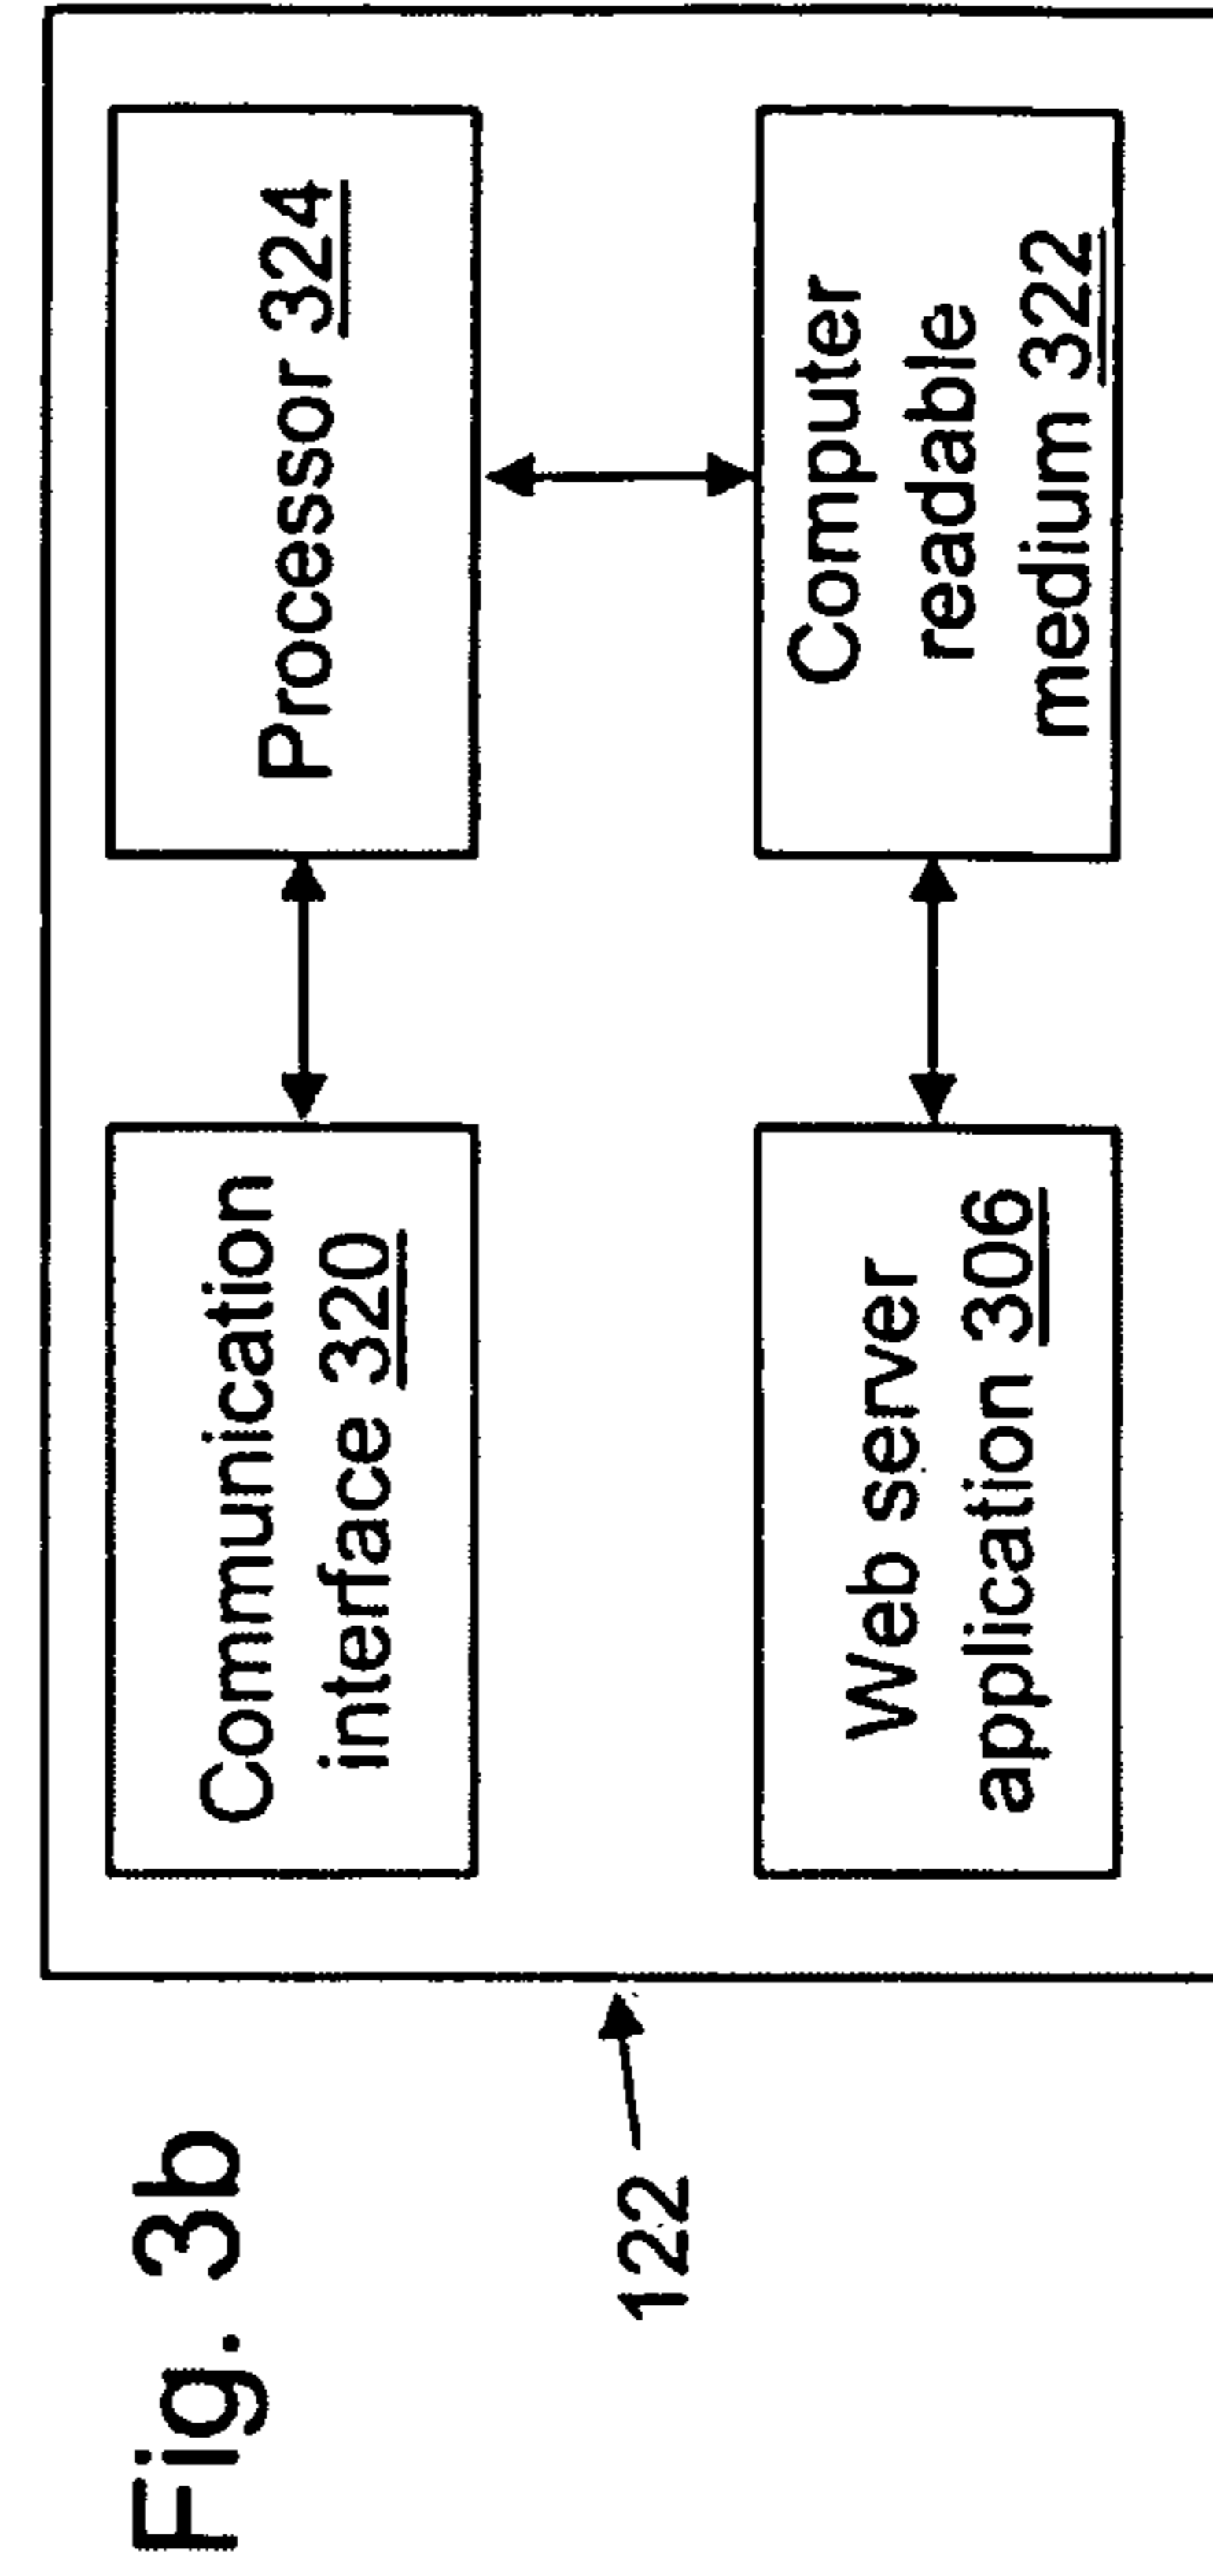 Fig. 3b
122
Communication
interface 320
Processor 324
Web server
application 306
Computer
readable
medium 322